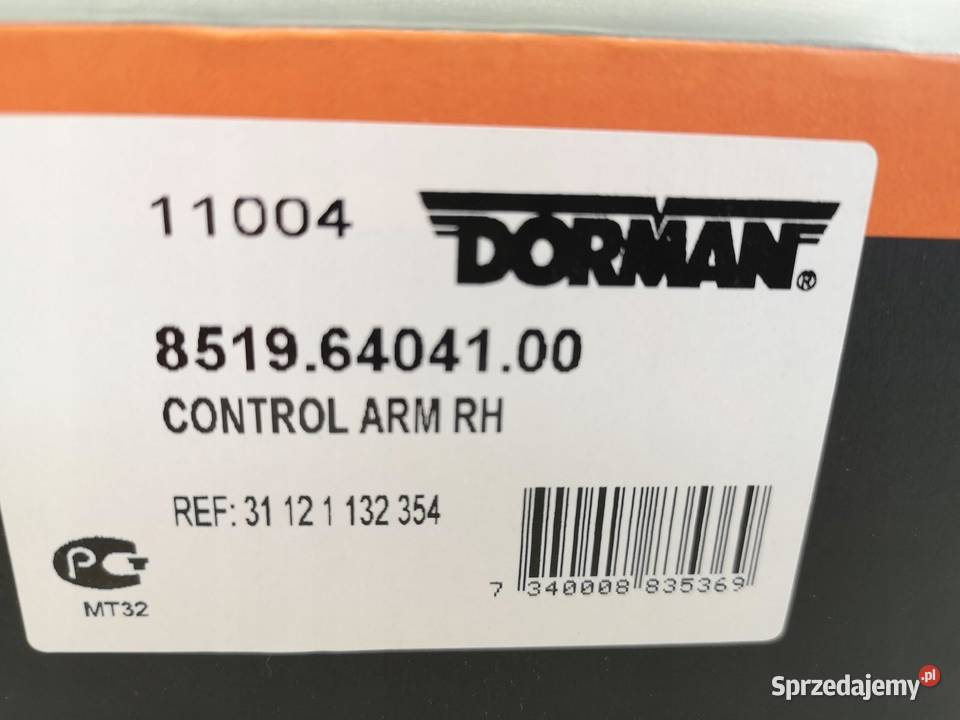 11004
DORMAN®
8519.64041.00
CONTROL ARM RH
REF: 31 12 1 132 354
PCT
MT32
7 340008 835369
Sprzedajemy.pl